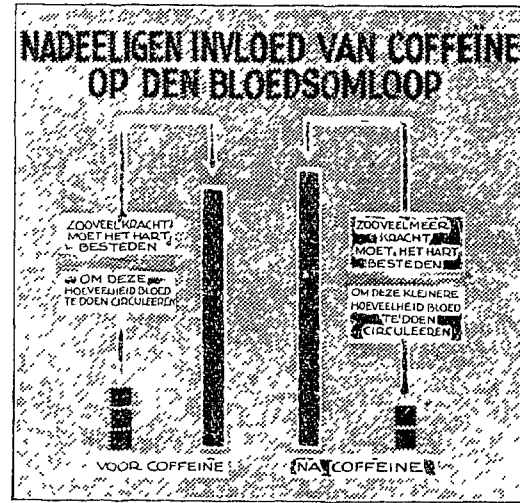 NADEELIGEN INVLOED VAN COFFEÏNE
OP DEN BLOEDSOMLOOP
ZOOVEEL KRACHT
MOET HET HART
BESTEDEN
OM DEZE
HOEVEELHEID BLOED
TE DOEN CIRCULEEREN
ZOOVEEL MEER
KRACHT
MOET HET HART
BESTEDEN
OM DEZE KLEINERE
HOEVEELHEID BLOED
TE DOEN
CIRCULEEREN
VOOR COFFEINE
NA COFFEINE